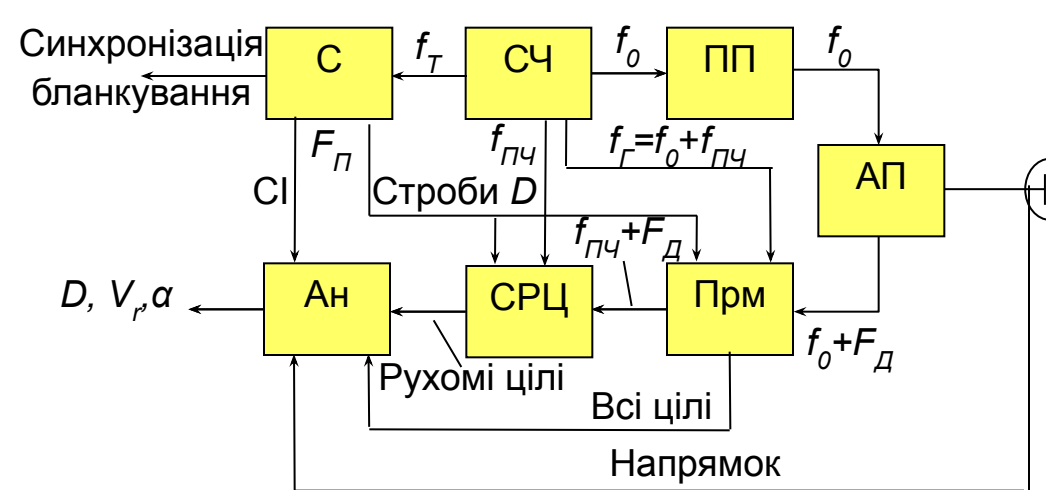 Синхронізація
бланкування
С
f_T
СЧ
f_0
ПП
f_0
F_П
f_ПЧ
f_Г=f_0+f_ПЧ
АП
СІ
Строби D
f_ПЧ+F_Д
D, V_r,α
Ан
СРЦ
Прм
f_0+F_Д
Рухомі цілі
Всі цілі
Напрямок